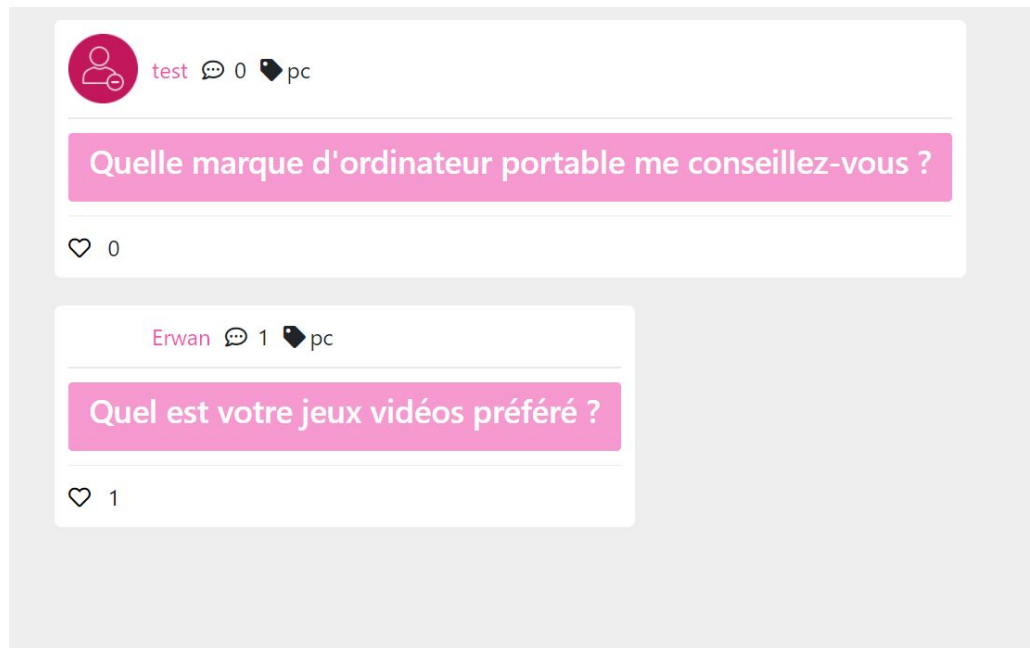 test 0 pc
Quelle marque d'ordinateur portable me conseillez-vous ?
0
Erwan 1 pc
Quel est votre jeux vidéos préféré ?
1